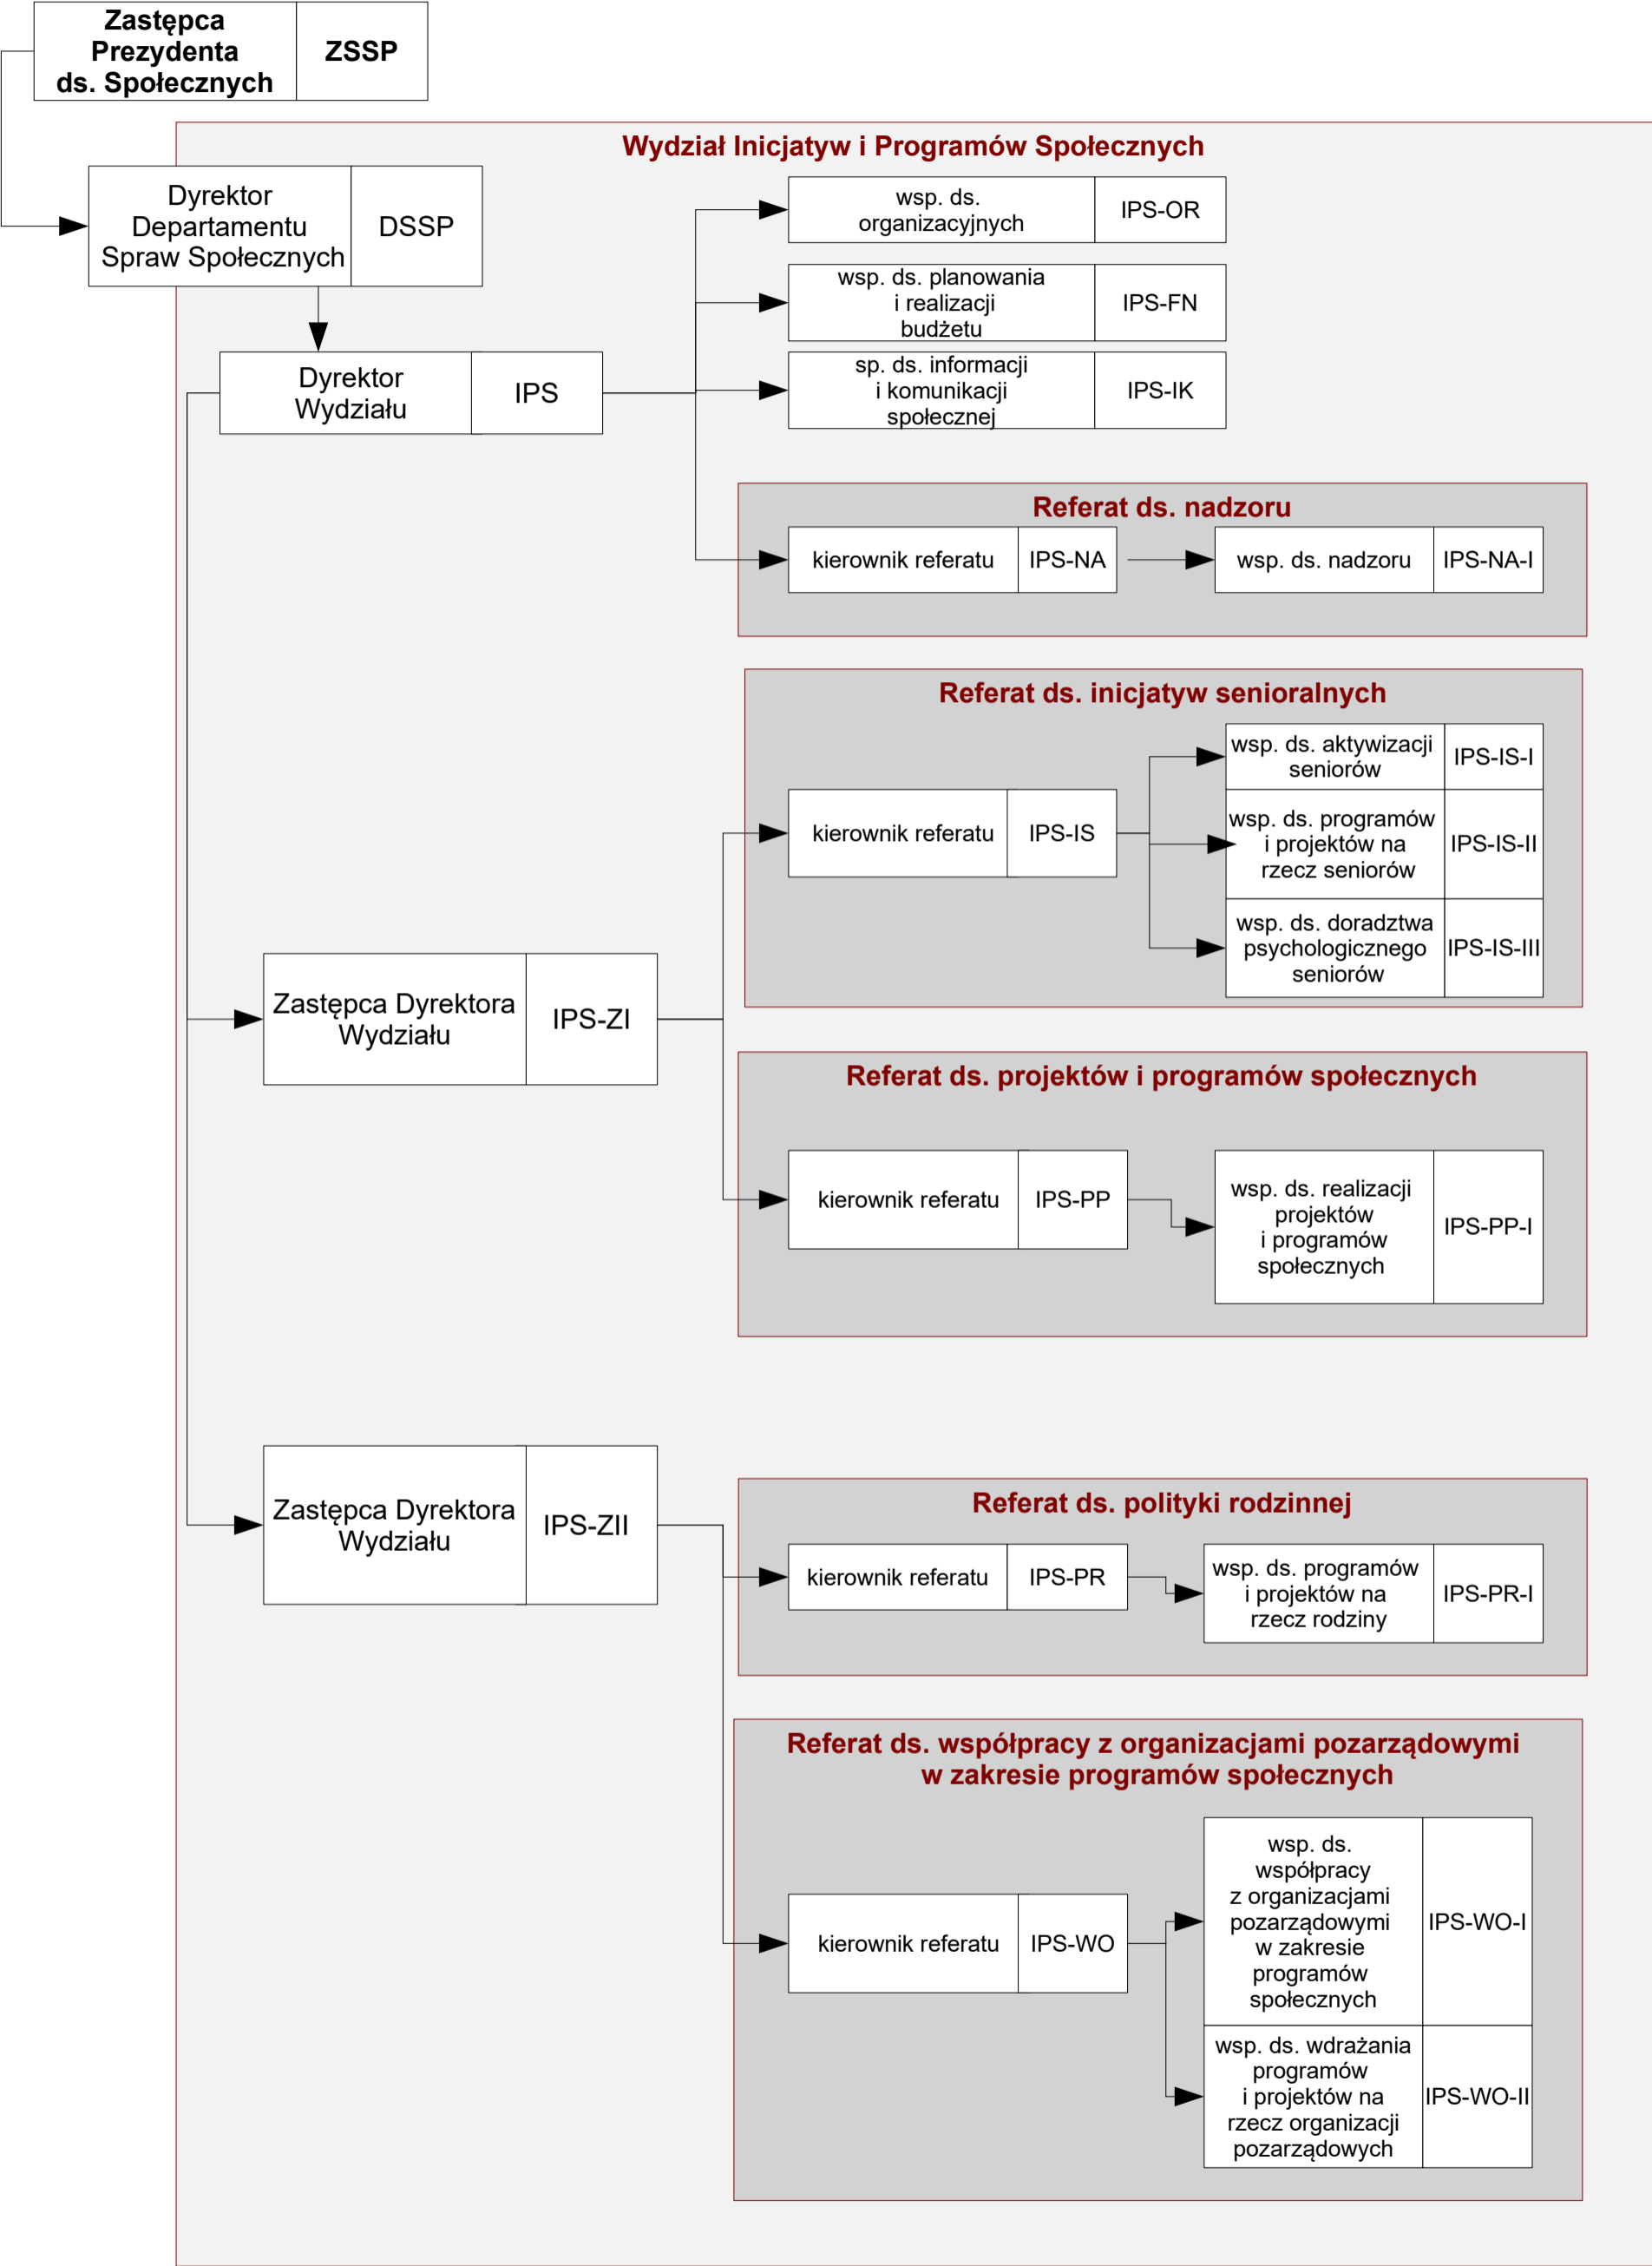 Zastępca
Prezydenta
ds. Społecznych
ZSSP
Wydział Inicjatyw i Programów Społecznych
Dyrektor
Departamentu
Spraw Społecznych
DSSP
wsp. ds.
organizacyjnych
IPS-OR
wsp. ds. planowania
i realizacji
budżetu
IPS-FN
Dyrektor
Wydziału
IPS
sp. ds. informacji
i komunikacji
społecznej
IPS-IK
Referat ds. nadzoru
kierownik referatu
IPS-NA
wsp. ds. nadzoru
IPS-NA-I
Referat ds. inicjatyw senioralnych
kierownik referatu
IPS-IS
wsp. ds. aktywizacji
seniorów
IPS-IS-I
wsp. ds. programów
i projektów na
rzecz seniorów
IPS-IS-II
wsp. ds. doradztwa
psychologicznego
seniorów
IPS-IS-III
Zastępca Dyrektora
Wydziału
IPS-ZI
Referat ds. projektów i programów społecznych
kierownik referatu
IPS-PP
wsp. ds. realizacji
projektów
i programów
społecznych
IPS-PP-I
Zastępca Dyrektora
Wydziału
IPS-ZII
Referat ds. polityki rodzinnej
kierownik referatu
IPS-PR
wsp. ds. programów
i projektów na
rzecz rodziny
IPS-PR-I
Referat ds. współpracy z organizacjami pozarządowymi
w zakresie programów społecznych
kierownik referatu
IPS-WO
wsp. ds.
współpracy
z organizacjami
pozarządowymi
w zakresie
programów
społecznych
IPS-WO-I
wsp. ds. wdrażania
programów
i projektów na
rzecz organizacji
pozarządowych
IPS-WO-II